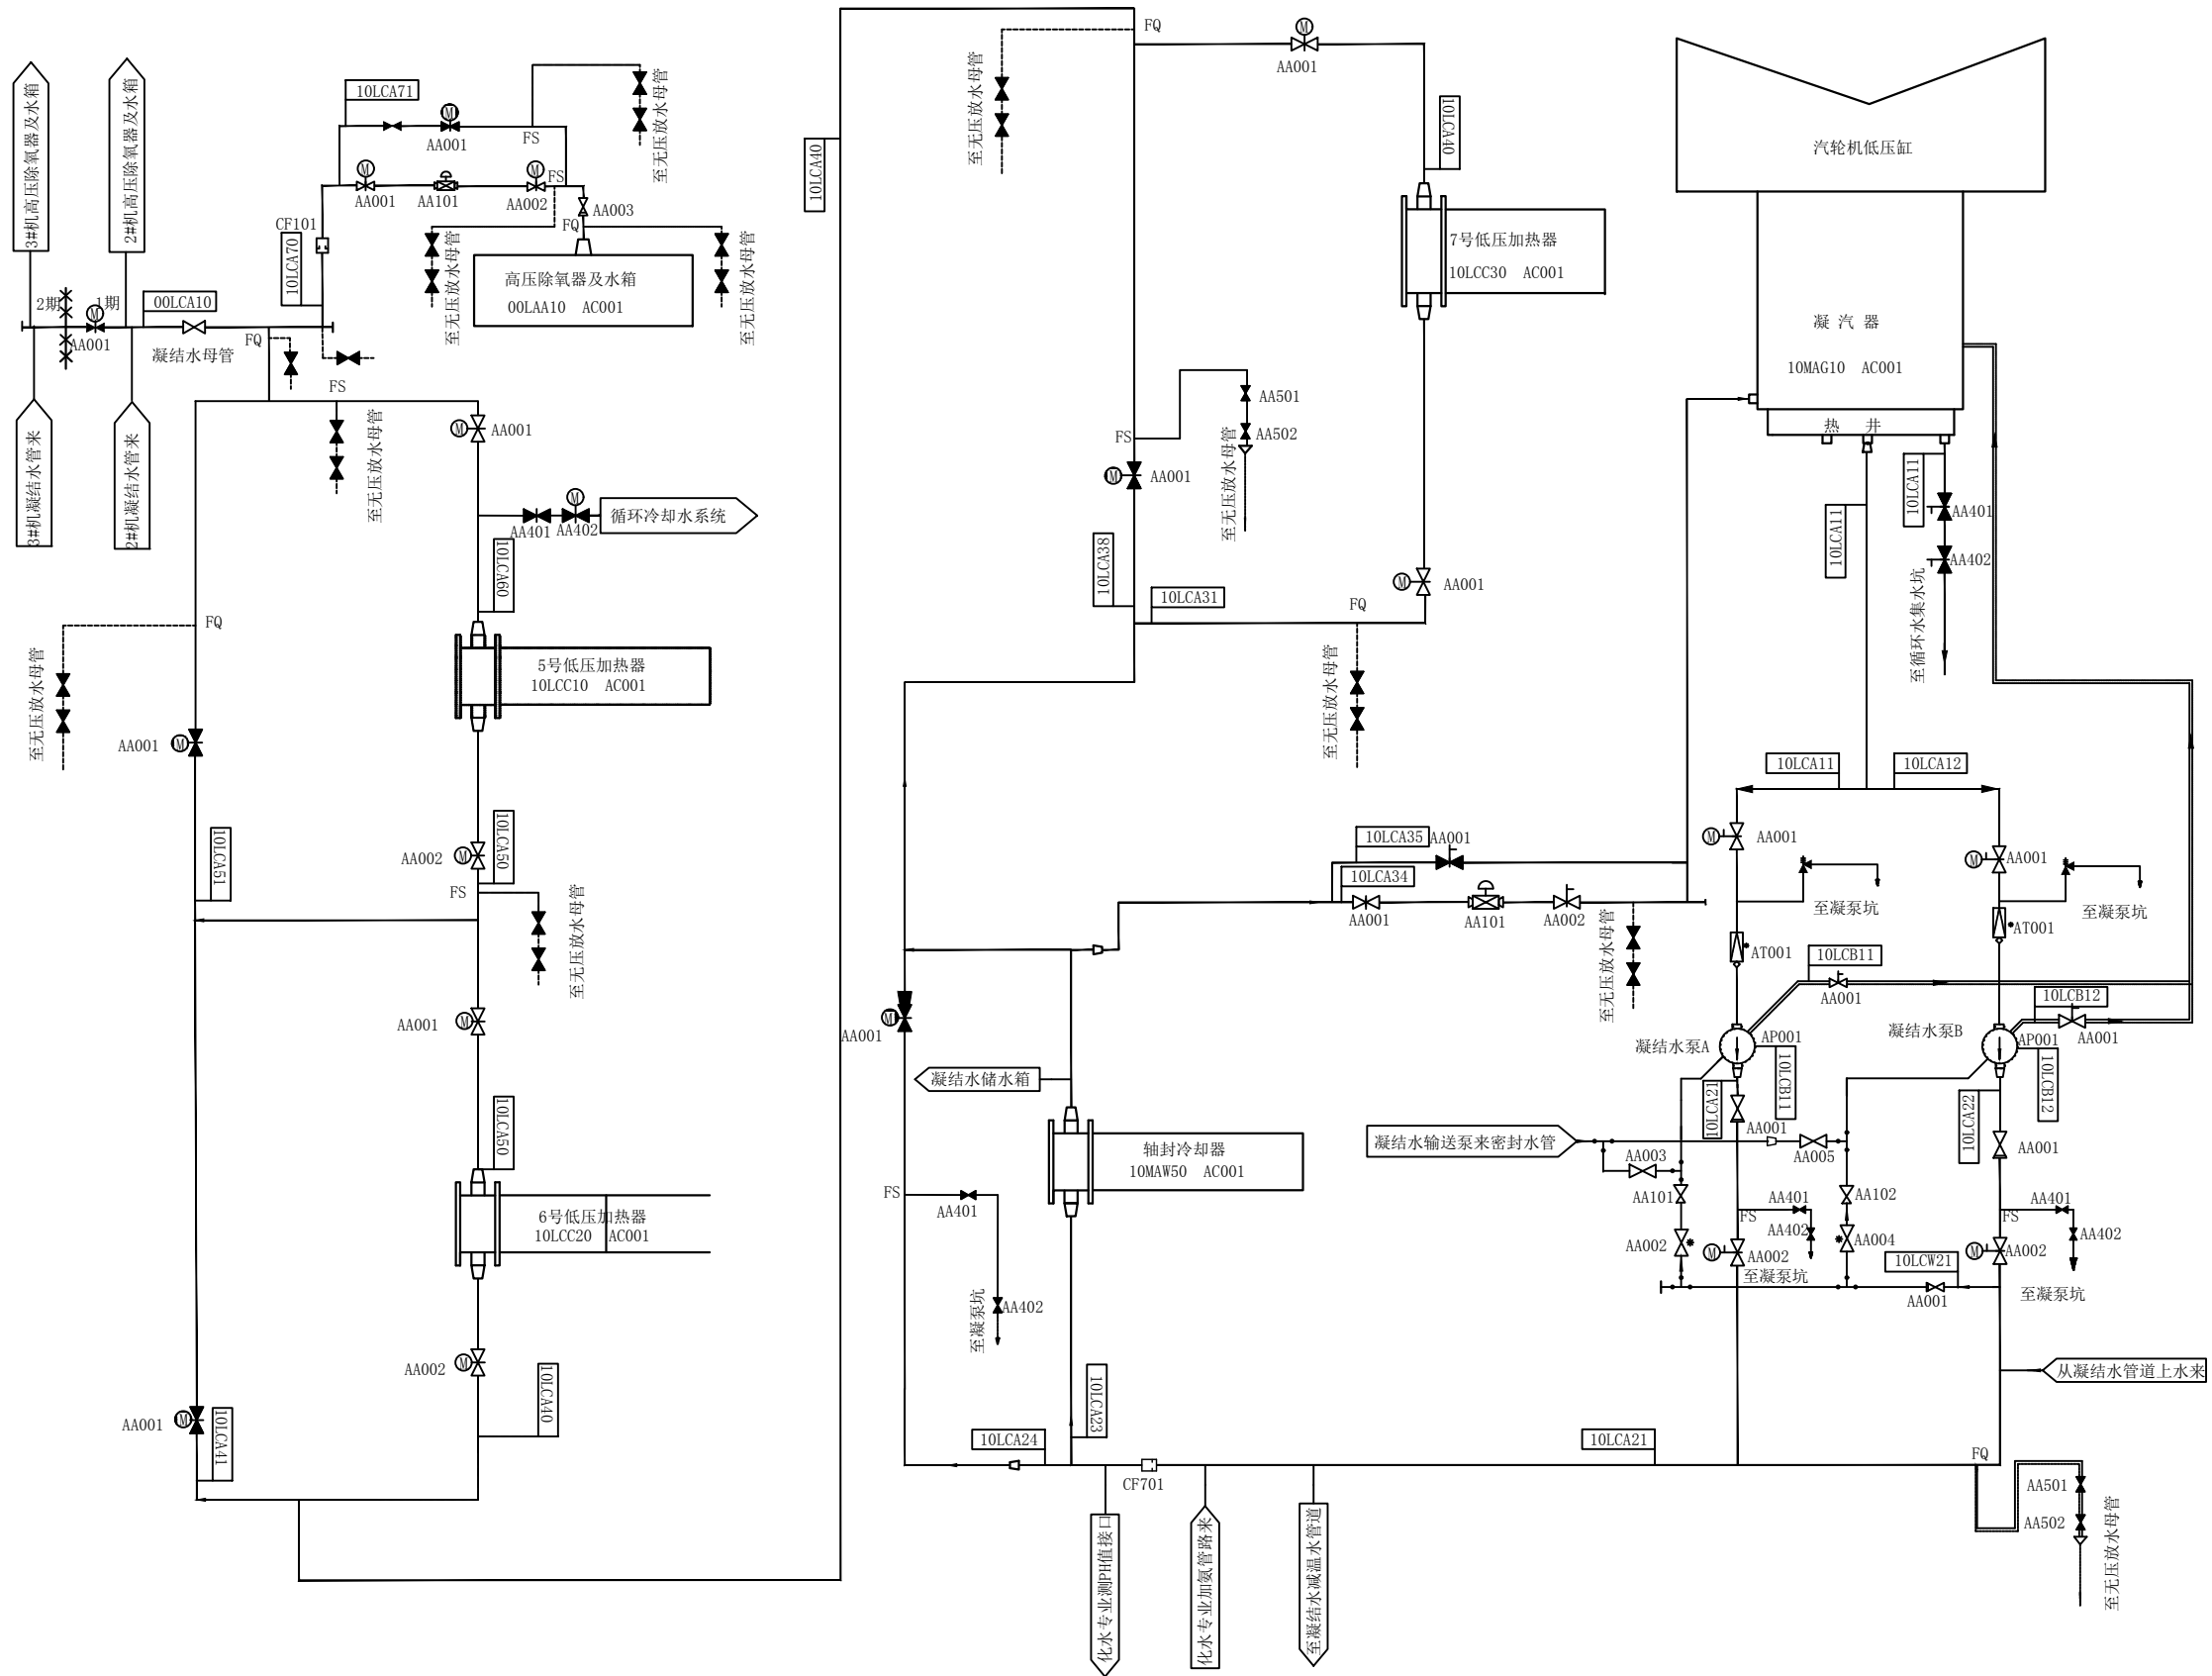 3#机高压除氧器及水箱
2#机高压除氧器及水箱
3#机凝结水管来
2#机凝结水管来
2期
1期
M
AA001
00LCA10
凝结水母管
FQ
10LCA71
M
AA001
FS
至无压放水母管
M
AA001
AA101
M
AA002
FS
AA003
FQ
CF101
10LCA70
至无压放水母管
至无压放水母管
高压除氧器及水箱
00LAA10 AC001
FS
至无压放水母管
M
AA001
AA401
M
AA402
循环冷却水系统
10LCA60
FQ
至无压放水母管
5号低压加热器
10LCC10 AC001
AA001
M
10LCA51
AA002
M
10LCA50
FS
至无压放水母管
AA001
M
10LCA50
6号低压加热器
10LCC20 AC001
AA002
M
10LCA40
AA001
M
10LCA41
10LCA40
FQ
至无压放水母管
M
AA001
10LCA40
7号低压加热器
10LCC30 AC001
AA501
AA502
至无压放水母管
FS
M
AA001
10LCA38
10LCA31
M
AA001
FQ
至无压放水母管
10LCA35
AA001
10LCA34
AA001
AA101
AA002
至无压放水母管
M
AA001
凝结水储水箱
轴封冷却器
10MAW50 AC001
FS
AA401
AA402
至凝泵坑
10LCA23
10LCA24
CF701
10LCA21
化水专业测PH值接口
化水专业加氨管路来
至凝结水减温水管道
汽轮机低压缸
凝汽器
10MAG10 AC001
热井
10LCA11
10LCA11
AA401
AA402
至循环水集水坑
10LCA11
10LCA12
M
AA001
M
AA001
至凝泵坑
至凝泵坑
AT001
AT001
10LCB11
AA001
10LCB12
AA001
凝结水泵A
AP001
凝结水泵B
AP001
10LCB11
10LCB12
10LCA21
10LCA22
AA001
AA001
凝结水输送泵来密封水管
AA003
AA005
AA101
AA102
AA002
AA004
AA401
FS
AA402
M
AA002
至凝泵坑
AA401
FS
AA402
M
AA002
至凝泵坑
10LCW21
AA001
从凝结水管道上水来
FQ
AA501
AA502
至无压放水母管